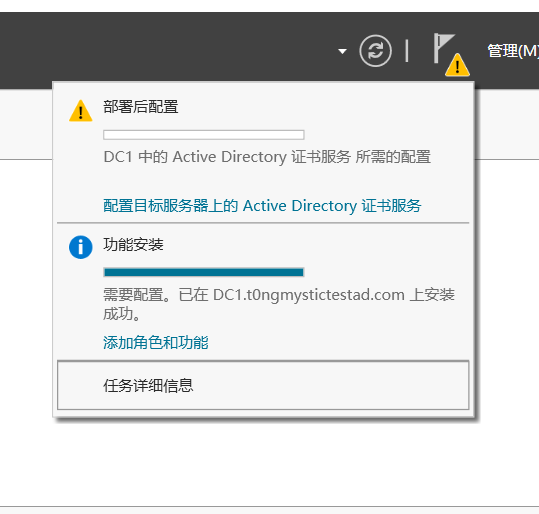 管理(M)
部署后配置
DC1 中的 Active Directory 证书服务 所需的配置
配置目标服务器上的 Active Directory 证书服务
功能安装
需要配置。已在 DC1.t0ngmystictestad.com 上安装
成功。
添加角色和功能
任务详细信息